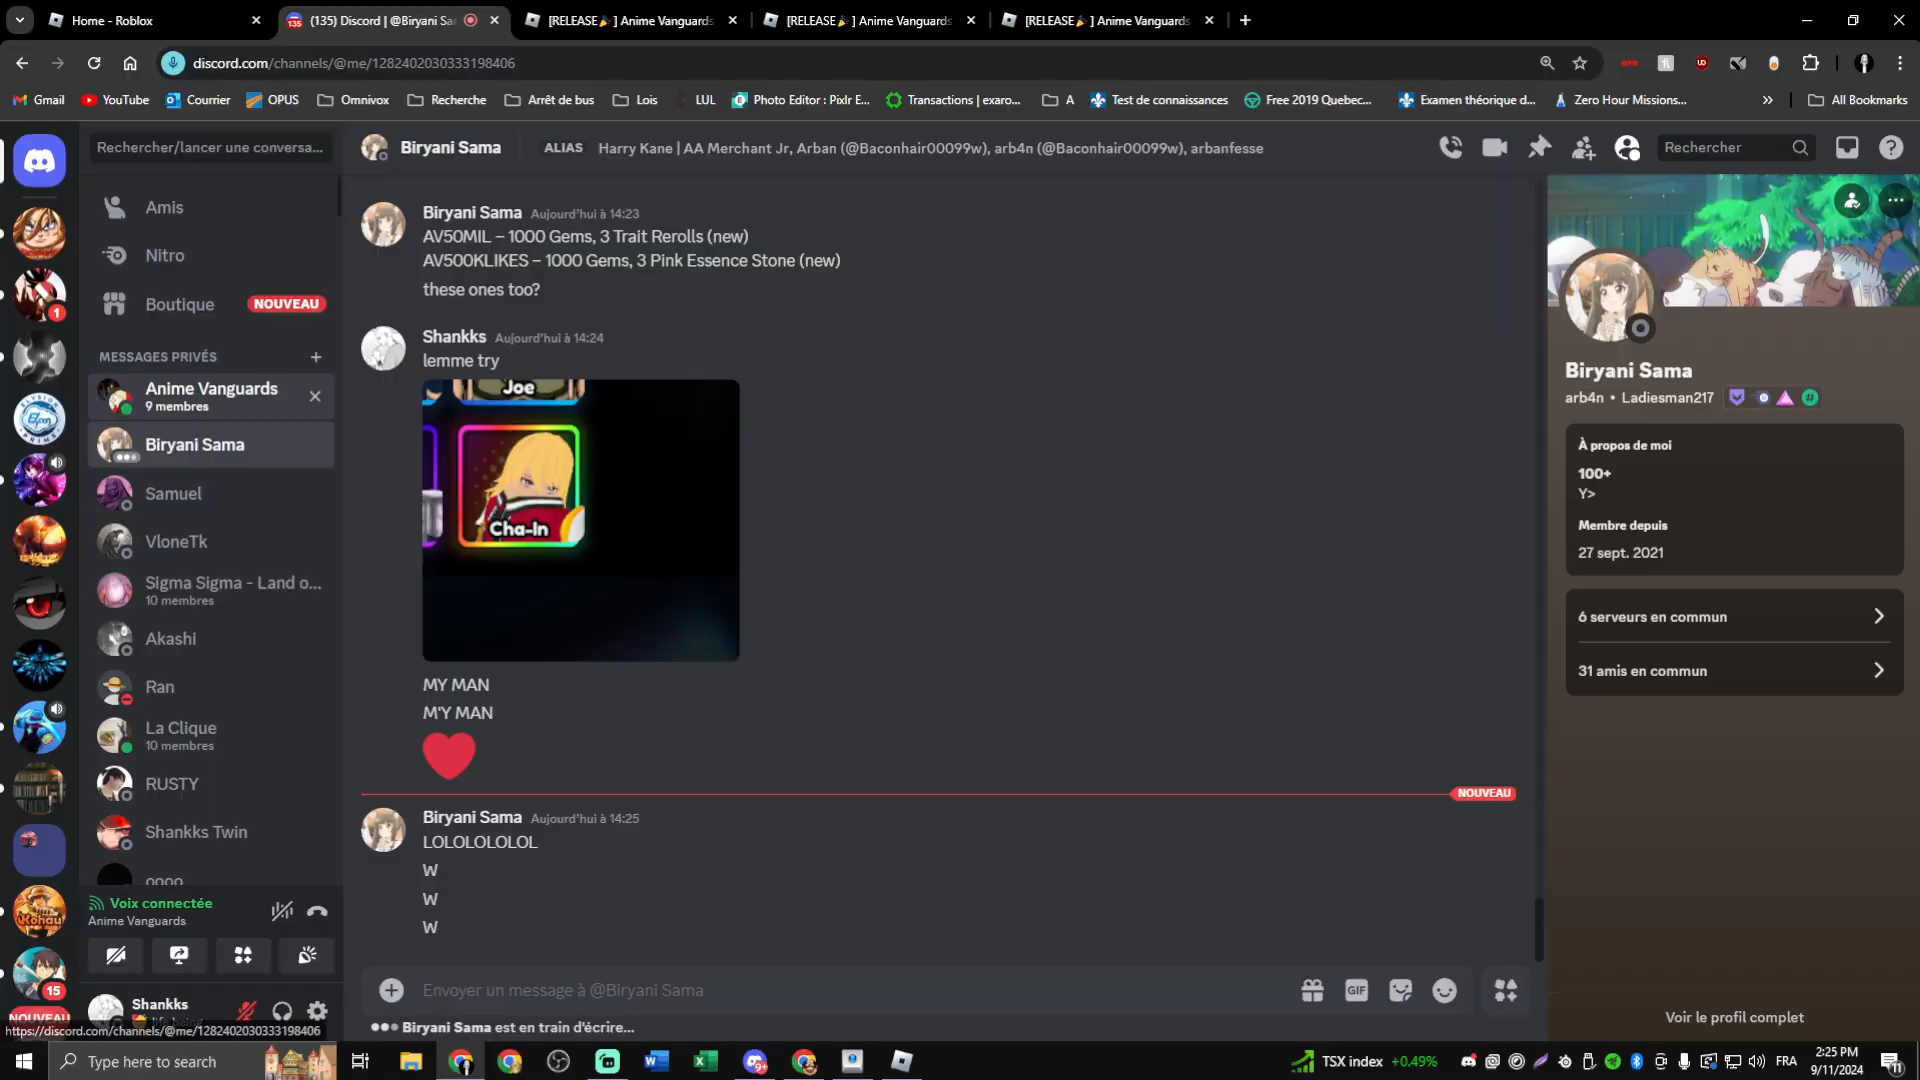 Home - Roblox
(135) Discord | @Biryani Sa
[RELEASE🎉] Anime Vanguards
[RELEASE🎉] Anime Vanguards
[RELEASE🎉] Anime Vanguards
discord.com/channels/@me/1282402030333198406
Gmail
YouTube
Courrier
OPUS
Omnivox
Recherche
Arrêt de bus
Lois
LUL
Photo Editor : Pixlr E...
Transactions | exaro...
A
Test de connaissances
Free 2019 Quebec...
Examen théorique d...
Zero Hour Missions...
All Bookmarks
Rechercher/lancer une conversa...
Biryani Sama
ALIAS
Harry Kane | AA Merchant Jr, Arban (@Baconhair00099w), arb4n (@Baconhair00099w), arbanfesse
Rechercher
Amis
Nitro
Boutique
NOUVEAU
MESSAGES PRIVÉS
Anime Vanguards
9 membres
Biryani Sama
Samuel
VloneTk
Sigma Sigma - Land o...
10 membres
Akashi
Ran
La Clique
10 membres
RUSTY
Shankks Twin
oooo
1
15
NOUVEAU
Voix connectée
Anime Vanguards
Shankks
https://discord.com/channels/@me/1282402030333198406
Biryani Sama Aujourd'hui à 14:23
AV50MIL – 1000 Gems, 3 Trait Rerolls (new)
AV500KLIKES – 1000 Gems, 3 Pink Essence Stone (new)
these ones too?
Shankks Aujourd'hui à 14:24
lemme try
Joe
Cha-In
MY MAN
M'Y MAN
NOUVEAU
Biryani Sama Aujourd'hui à 14:25
LOLOLOLOLOL
W
W
W
Envoyer un message à @Biryani Sama
GIF
Biryani Sama est en train d'écrire...
Biryani Sama
arb4n • Ladiesman217
À propos de moi
100+
Y>
Membre depuis
27 sept. 2021
6 serveurs en commun
31 amis en commun
Voir le profil complet
Type here to search
TSX index +0.49%
FRA
2:25 PM
9/11/2024
11